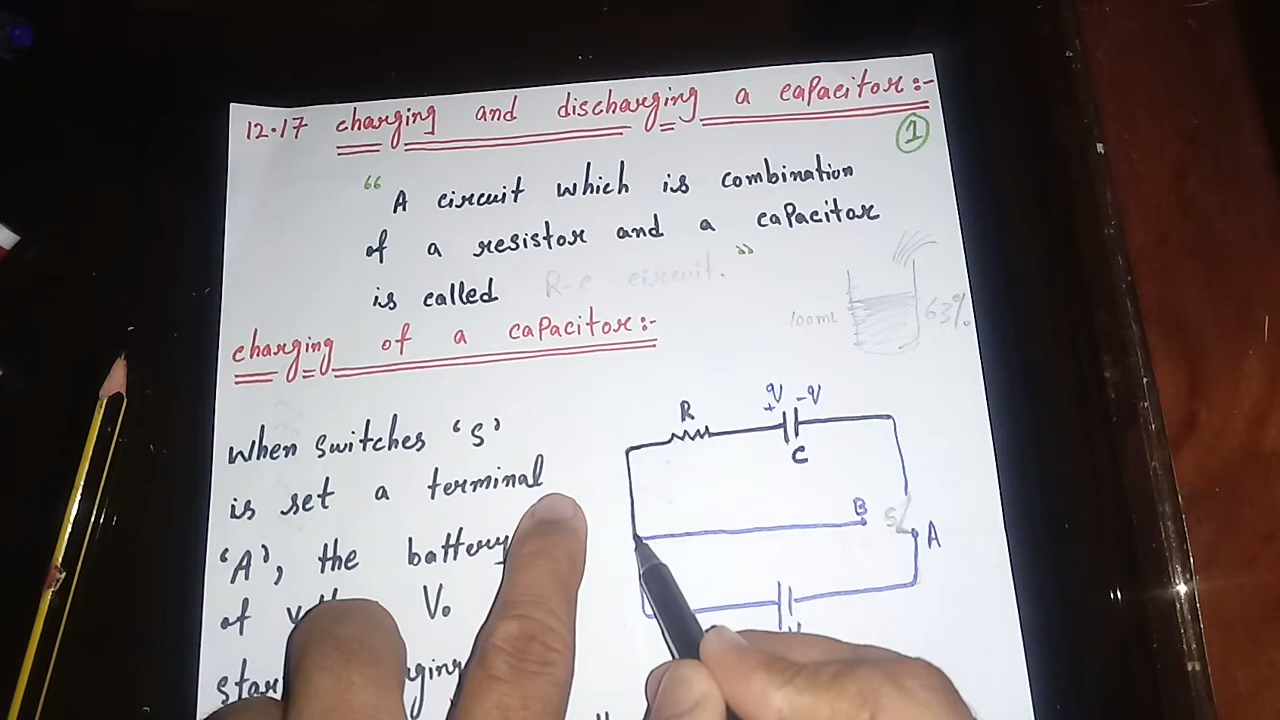 12.17 charging and discharging a capacitor:-
1
“ A circuit which is combination
of a resistor and a capacitor
is called R-C circuit. ”
100ml 63%
charging of a capacitor:-
When switches ‘S’
is set a terminal
‘A’, the battery
of V₀
R
+q -q
C
B
S
A